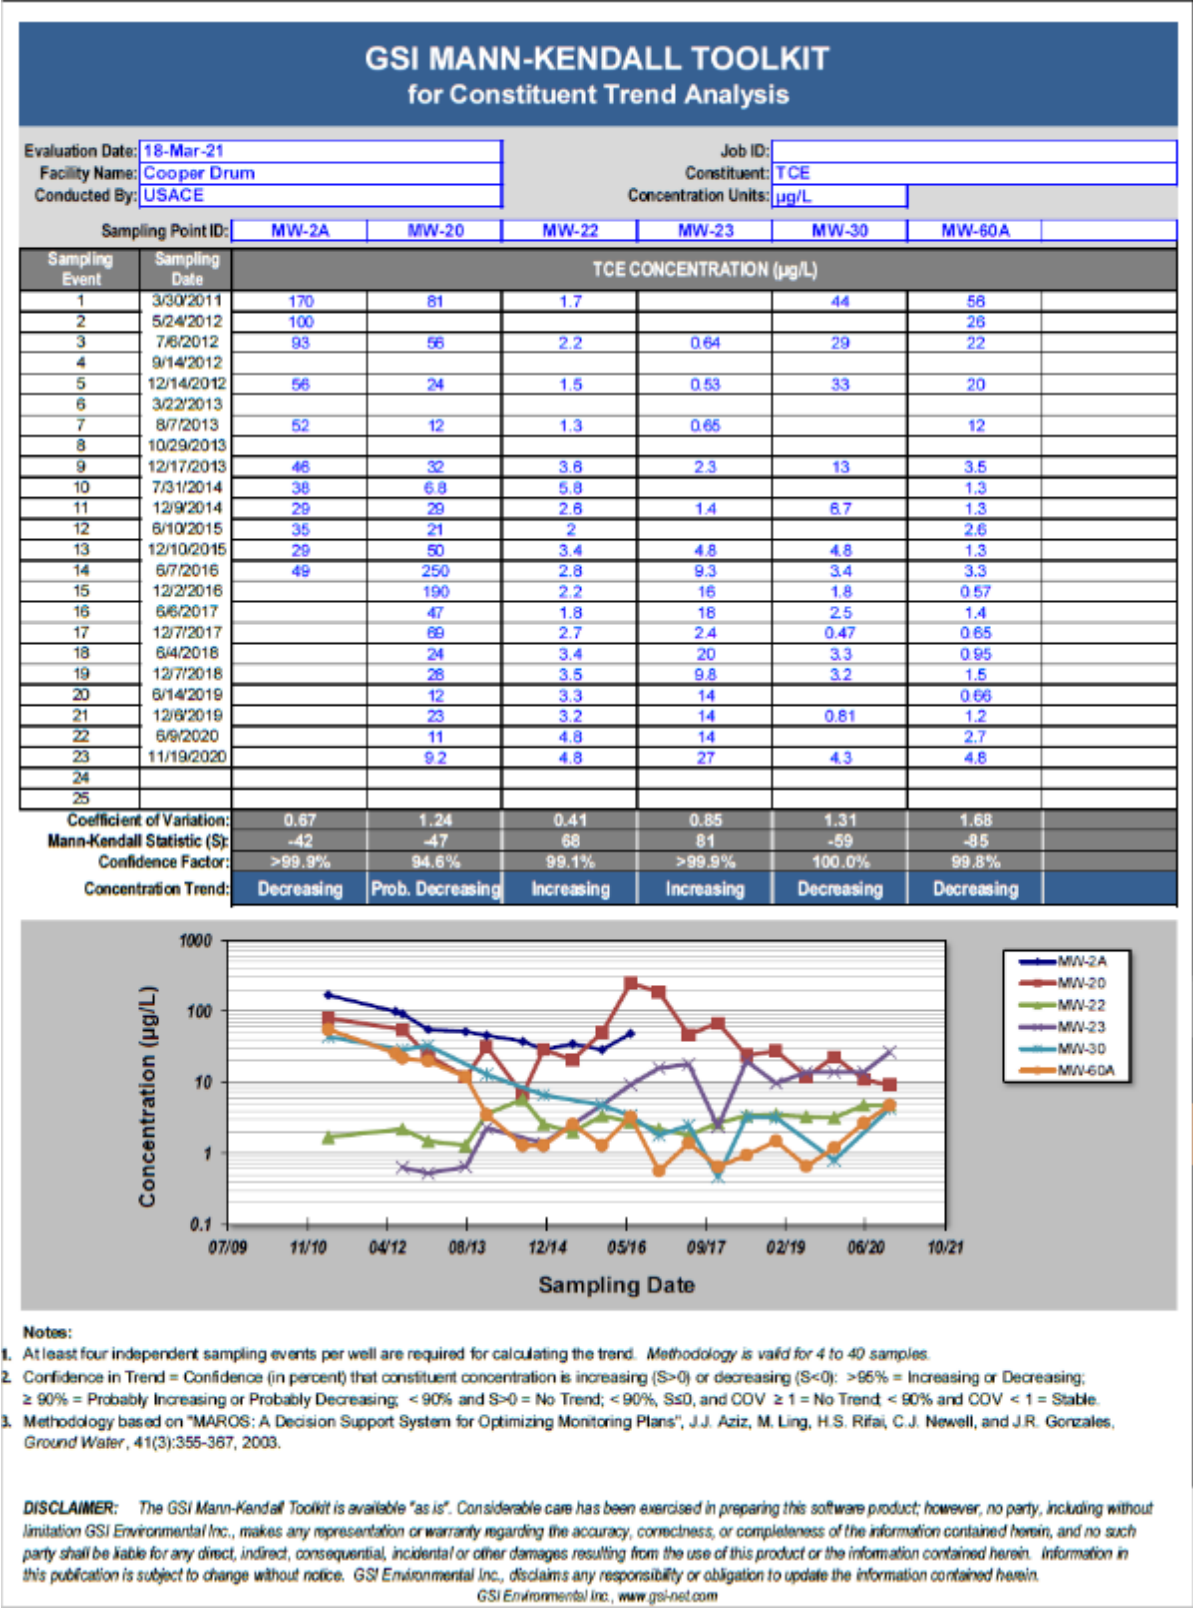 GSI MANN-KENDALL TOOLKIT
for Constituent Trend Analysis
Evaluation Date: 18-Mar-21 Job ID:
Facility Name: Cooper Drum Constituent: TCE
Conducted By: USACE Concentration Units: µg/L
Sampling Point ID: MW-2A MW-20 MW-22 MW-23 MW-30 MW-60A
Sampling Event Sampling Date TCE CONCENTRATION (µg/L)
1 3/30/2011 170 81 1.7 44 56
2 5/24/2012 100 26
3 7/6/2012 93 56 2.2 0.64 29 22
4 9/14/2012
5 12/14/2012 56 24 1.5 0.53 33 20
6 3/22/2013
7 8/7/2013 52 12 1.3 0.65 12
8 10/29/2013
9 12/17/2013 46 32 3.6 2.3 13 3.5
10 7/31/2014 38 6.8 5.8 1.3
11 12/9/2014 29 29 2.6 1.4 6.7 1.3
12 6/10/2015 35 21 2 2.6
13 12/10/2015 29 50 3.4 4.8 4.8 1.3
14 6/7/2016 49 250 2.8 9.3 3.4 3.3
15 12/2/2016 190 2.2 16 1.8 0.57
16 6/6/2017 47 1.8 18 2.5 1.4
17 12/7/2017 69 2.7 2.4 0.47 0.65
18 6/4/2018 24 3.4 20 3.3 0.95
19 12/7/2018 28 3.5 9.8 3.2 1.5
20 6/14/2019 12 3.3 14 0.66
21 12/6/2019 23 3.2 14 0.81 1.2
22 6/9/2020 11 4.8 14 2.7
23 11/19/2020 9.2 4.8 27 4.3 4.8
24
25
Coefficient of Variation: 0.67 1.24 0.41 0.85 1.31 1.68
Mann-Kendall Statistic (S): -42 -47 68 81 -59 -85
Confidence Factor: >99.9% 94.6% 99.1% >99.9% 100.0% 99.8%
Concentration Trend: Decreasing Prob. Decreasing Increasing Increasing Decreasing Decreasing
Concentration (µg/L)
1000
100
10
1
0.1
07/09 11/10 04/12 08/13 12/14 05/16 09/17 02/19 06/20 10/21
Sampling Date
MW-2A
MW-20
MW-22
MW-23
MW-30
MW-60A
Notes:
1. At least four independent sampling events per well are required for calculating the trend. Methodology is valid for 4 to 40 samples.
2. Confidence in Trend = Confidence (in percent) that constituent concentration is increasing (S>0) or decreasing (S<0): >95% = Increasing or Decreasing;
≥ 90% = Probably Increasing or Probably Decreasing; < 90% and S>0 = No Trend; < 90%, S≤0, and COV ≥ 1 = No Trend; < 90% and COV < 1 = Stable.
3. Methodology based on "MAROS: A Decision Support System for Optimizing Monitoring Plans", J.J. Aziz, M. Ling, H.S. Rifai, C.J. Newell, and J.R. Gonzales,
Ground Water, 41(3):355-367, 2003.
DISCLAIMER: The GSI Mann-Kendall Toolkit is available "as is". Considerable care has been exercised in preparing this software product; however, no party, including without
limitation GSI Environmental Inc., makes any representation or warranty regarding the accuracy, correctness, or completeness of the information contained herein, and no such
party shall be liable for any direct, indirect, consequential, incidental or other damages resulting from the use of this product or the information contained herein. Information in
this publication is subject to change without notice. GSI Environmental Inc., disclaims any responsibility or obligation to update the information contained herein.
GSI Environmental Inc., www.gsi-net.com